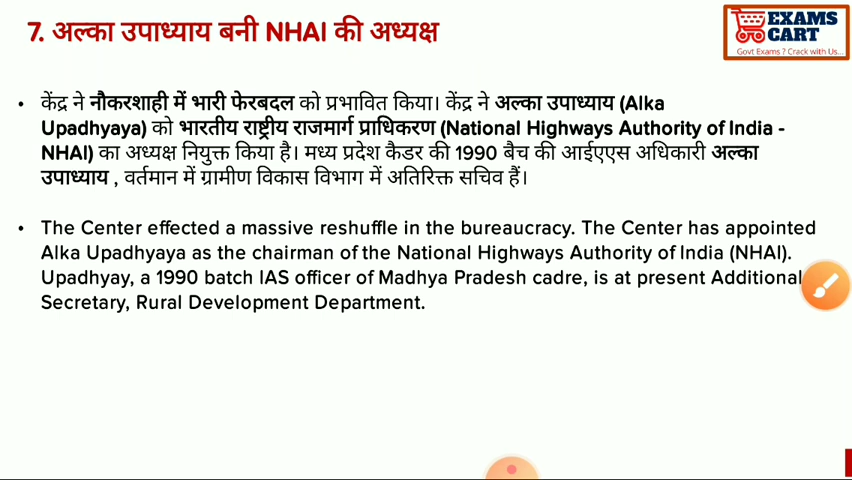 7. अल्का उपाध्याय बनी NHAI की अध्यक्ष
EXAMS
CART
Govt Exams ? Crack with Us...
• केंद्र ने नौकरशाही में भारी फेरबदल को प्रभावित किया। केंद्र ने अल्का उपाध्याय (Alka
Upadhyaya) को भारतीय राष्ट्रीय राजमार्ग प्राधिकरण (National Highways Authority of India -
NHAI) का अध्यक्ष नियुक्त किया है। मध्य प्रदेश कैडर की 1990 बैच की आईएएस अधिकारी अल्का
उपाध्याय , वर्तमान में ग्रामीण विकास विभाग में अतिरिक्त सचिव हैं।
• The Center effected a massive reshuffle in the bureaucracy. The Center has appointed
Alka Upadhyaya as the chairman of the National Highways Authority of India (NHAI).
Upadhyay, a 1990 batch IAS officer of Madhya Pradesh cadre, is at present Additional
Secretary, Rural Development Department.